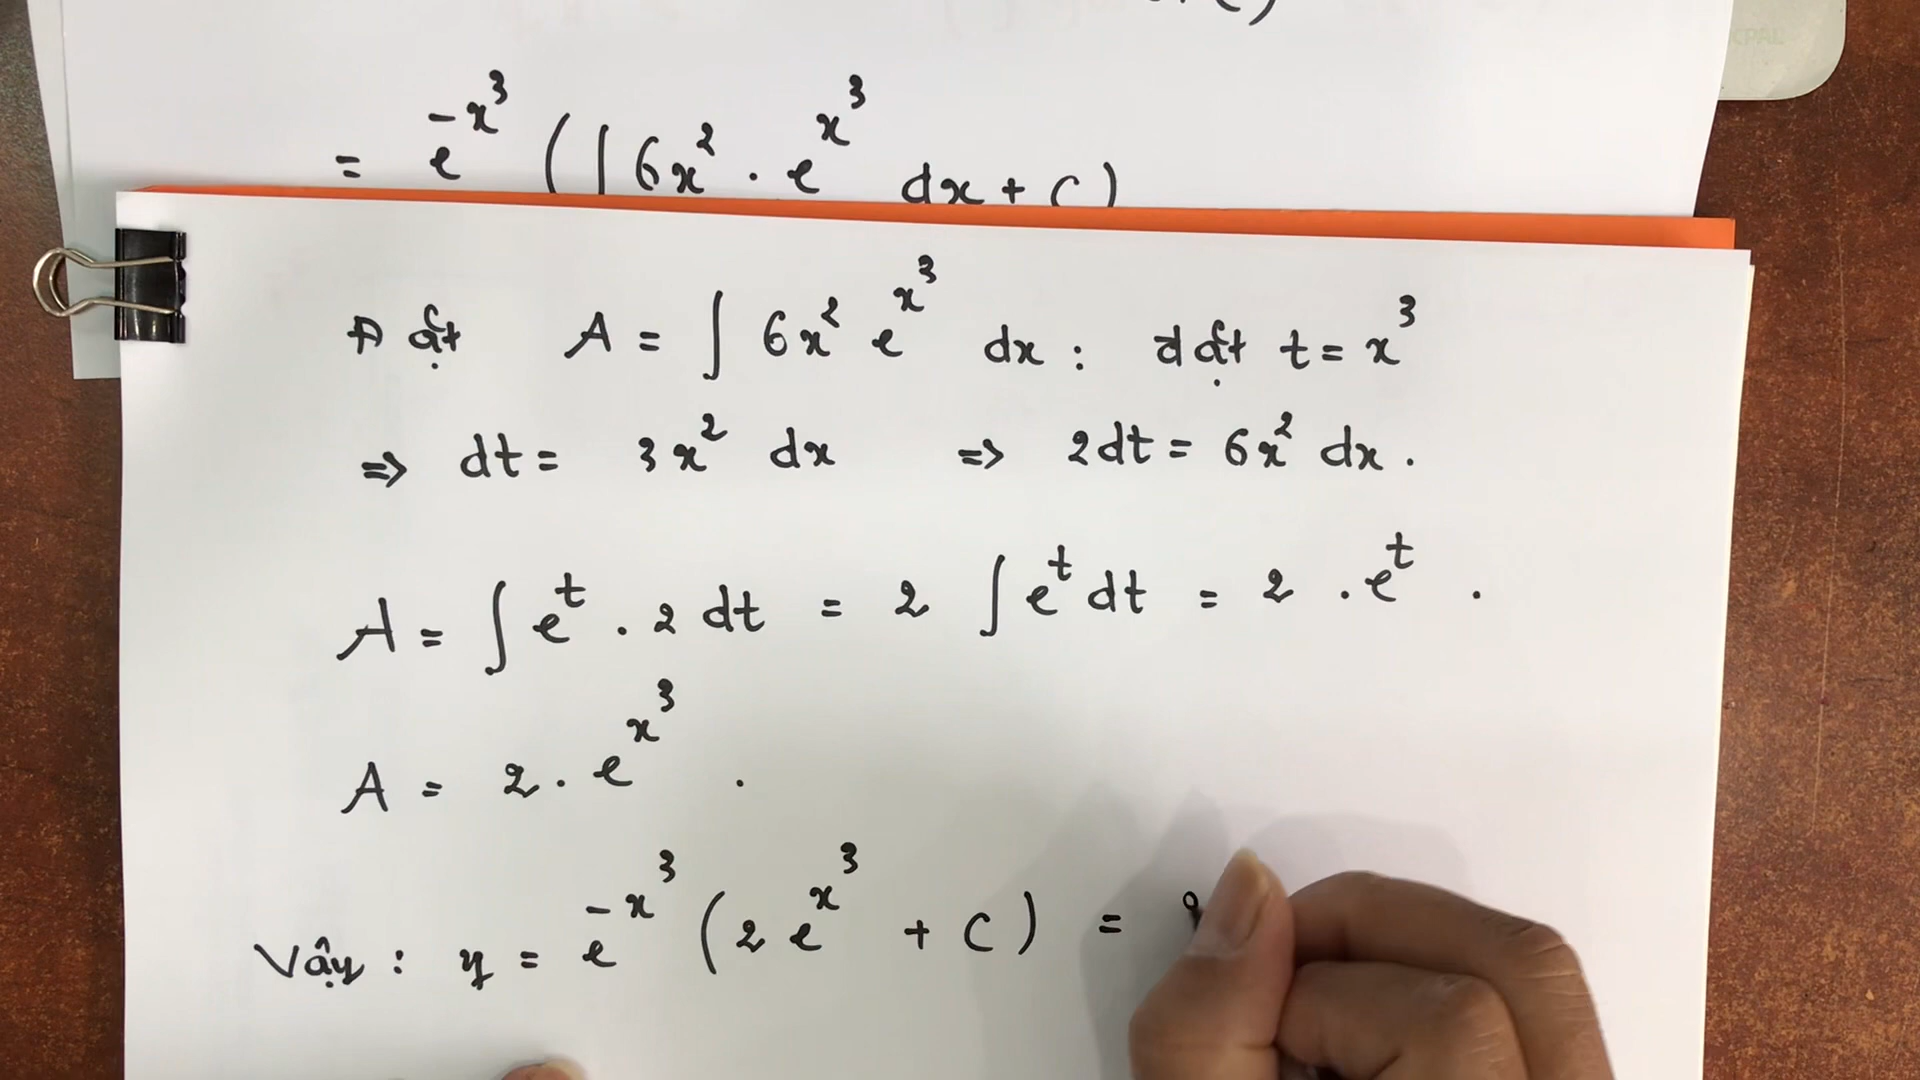 = e^{-x^3} (∫ 6x^2 . e^{x^3} dx + C)
Đặt A = ∫ 6x^2 e^{x^3} dx : đặt t = x^3
=> dt = 3x^2 dx => 2dt = 6x^2 dx .
A = ∫ e^t . 2 dt = 2 ∫ e^t dt = 2 . e^t .
A = 2 . e^{x^3} .
Vậy : y = e^{-x^3} (2 e^{x^3} + C) =